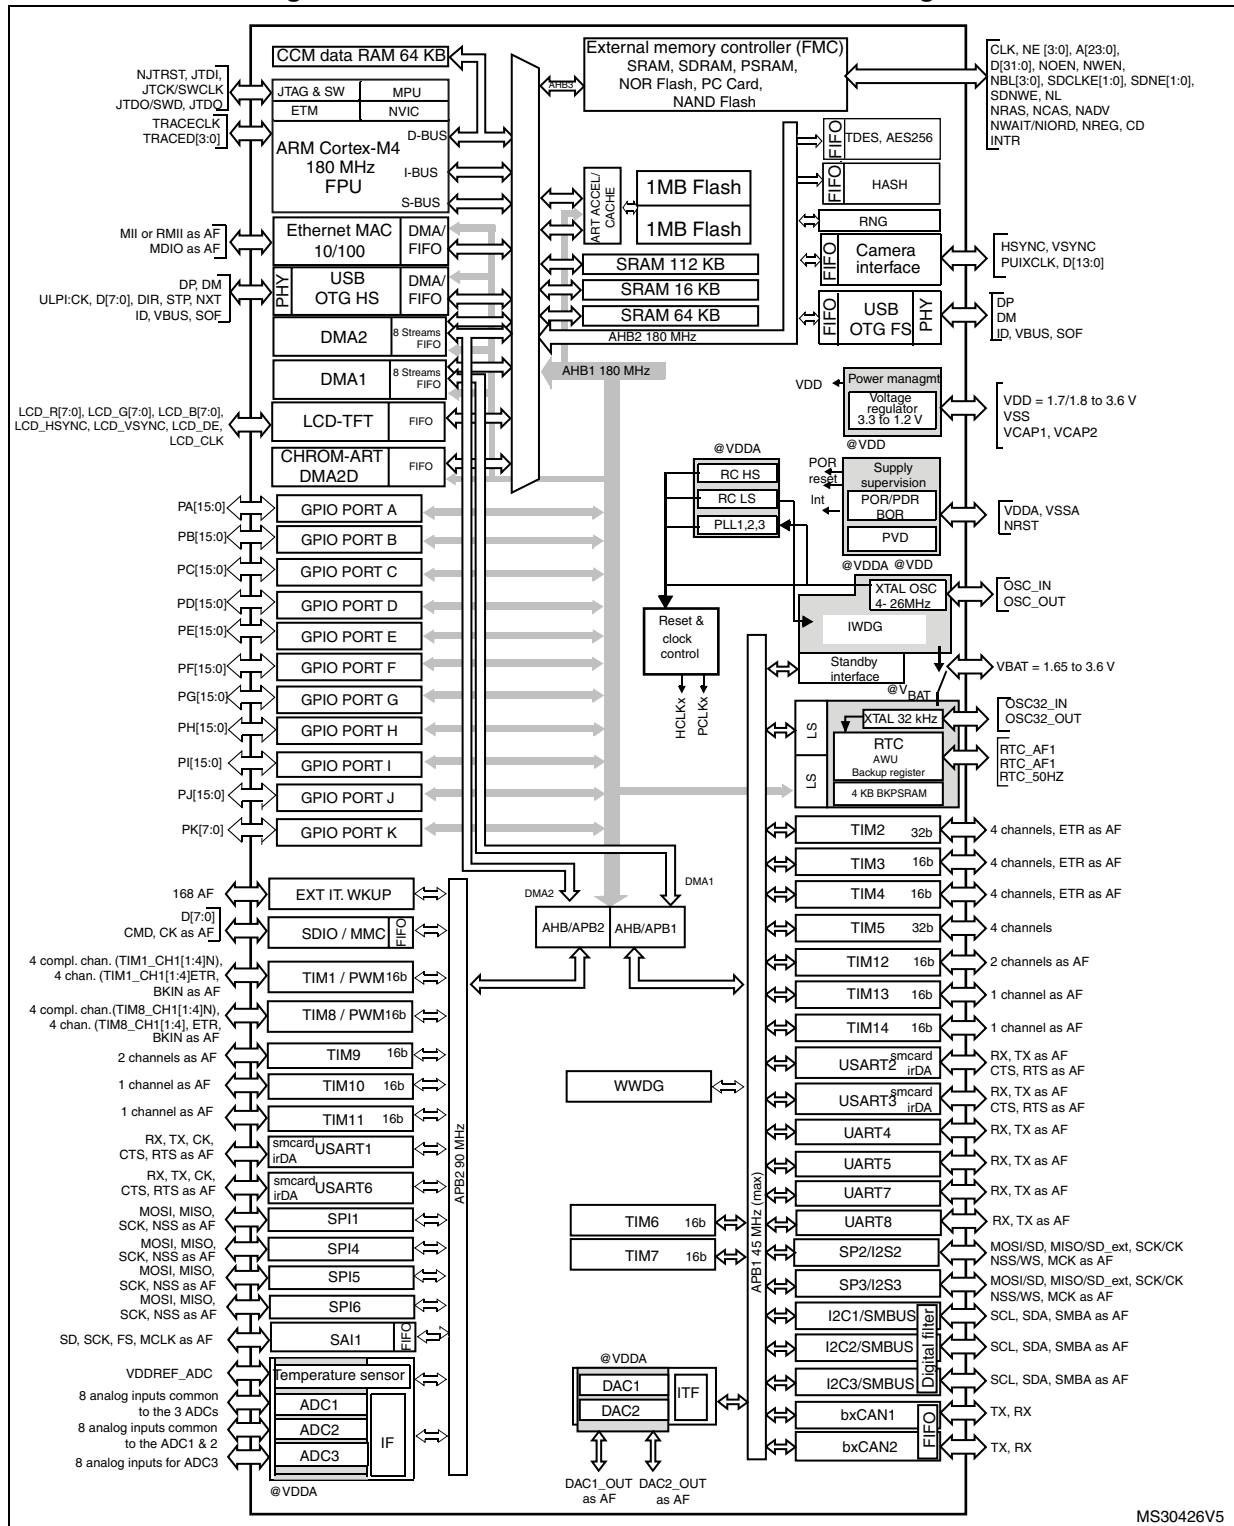 CCM data RAM 64 KB
NJTRST, JTDI,
JTCK/SWCLK
JTDO/SWD, JTDO
JTAG & SW
MPU
ETM
NVIC
TRACECLK
TRACED[3:0]
ARM Cortex-M4
180 MHz
FPU
D-BUS
I-BUS
S-BUS
MII or RMII as AF
MDIO as AF
Ethernet MAC
10/100
DMA/
FIFO
DP, DM
ULPI:CK, D[7:0], DIR, STP, NXT
ID, VBUS, SOF
PHY
USB
OTG HS
DMA/
FIFO
DMA2
8 Streams
FIFO
DMA1
8 Streams
FIFO
LCD_R[7:0], LCD_G[7:0], LCD_B[7:0],
LCD_HSYNC, LCD_VSYNC, LCD_DE,
LCD_CLK
LCD-TFT
FIFO
CHROM-ART
DMA2D
FIFO
External memory controller (FMC)
SRAM, SDRAM, PSRAM,
NOR Flash, PC Card,
NAND Flash
AHB3
CLK, NE [3:0], A[23:0],
D[31:0], NOEN, NWEN,
NBL[3:0], SDCLKE[1:0], SDNE[1:0],
SDNWE, NL
NRAS, NCAS, NADV
NWAIT/NIORD, NREG, CD
INTR
ART ACCEL/
CACHE
1MB Flash
1MB Flash
SRAM 112 KB
SRAM 16 KB
SRAM 64 KB
AHB2 180 MHz
AHB1 180 MHz
FIFO
TDES, AES256
FIFO
HASH
RNG
FIFO
Camera
interface
HSYNC, VSYNC
PUIXCLK, D[13:0]
FIFO
USB
OTG FS
PHY
DP
DM
ID, VBUS, SOF
VDD
Power managmt
Voltage
regulator
3.3 to 1.2 V
@VDD
VDD = 1.7/1.8 to 3.6 V
VSS
VCAP1, VCAP2
@VDDA
RC HS
RC LS
PLL1,2,3
POR
reset
Int
Supply
supervision
POR/PDR
BOR
PVD
VDDA, VSSA
NRST
@VDDA @VDD
XTAL OSC
4- 26MHz
OSC_IN
OSC_OUT
IWDG
Reset &
clock
control
HCLKx
PCLKx
Standby
interface
@VBAT
VBAT = 1.65 to 3.6 V
XTAL 32 kHz
OSC32_IN
OSC32_OUT
LS
LS
RTC
AWU
Backup register
4 KB BKPSRAM
RTC_AF1
RTC_AF1
RTC_50HZ
PA[15:0]
GPIO PORT A
PB[15:0]
GPIO PORT B
PC[15:0]
GPIO PORT C
PD[15:0]
GPIO PORT D
PE[15:0]
GPIO PORT E
PF[15:0]
GPIO PORT F
PG[15:0]
GPIO PORT G
PH[15:0]
GPIO PORT H
PI[15:0]
GPIO PORT I
PJ[15:0]
GPIO PORT J
PK[7:0]
GPIO PORT K
DMA2
DMA1
AHB/APB2
AHB/APB1
168 AF
EXT IT. WKUP
D[7:0]
CMD, CK as AF
SDIO / MMC
FIFO
4 compl. chan. (TIM1_CH1[1:4]N),
4 chan. (TIM1_CH1[1:4]ETR,
BKIN as AF
TIM1 / PWM 16b
4 compl. chan.(TIM8_CH1[1:4]N),
4 chan. (TIM8_CH1[1:4], ETR,
BKIN as AF
TIM8 / PWM 16b
2 channels as AF
TIM9 16b
1 channel as AF
TIM10 16b
1 channel as AF
TIM11 16b
RX, TX, CK,
CTS, RTS as AF
smcard
irDA
USART1
RX, TX, CK,
CTS, RTS as AF
smcard
irDA
USART6
MOSI, MISO,
SCK, NSS as AF
SPI1
MOSI, MISO,
SCK, NSS as AF
SPI4
MOSI, MISO,
SCK, NSS as AF
SPI5
MOSI, MISO,
SCK, NSS as AF
SPI6
SD, SCK, FS, MCLK as AF
SAI1
FIFO
VDDREF_ADC
Temperature sensor
8 analog inputs common
to the 3 ADCs
ADC1
8 analog inputs common
to the ADC1 & 2
ADC2
8 analog inputs for ADC3
ADC3
IF
@VDDA
APB2 90 MHz
WWDG
TIM6 16b
TIM7 16b
@VDDA
DAC1
DAC2
ITF
DAC1_OUT
as AF
DAC2_OUT
as AF
APB1 45 MHz (max)
TIM2 32b
4 channels, ETR as AF
TIM3 16b
4 channels, ETR as AF
TIM4 16b
4 channels, ETR as AF
TIM5 32b
4 channels
TIM12 16b
2 channels as AF
TIM13 16b
1 channel as AF
TIM14 16b
1 channel as AF
USART2
smcard
irDA
RX, TX as AF
CTS, RTS as AF
USART3
smcard
irDA
RX, TX as AF
CTS, RTS as AF
UART4
RX, TX as AF
UART5
RX, TX as AF
UART7
RX, TX as AF
UART8
RX, TX as AF
SP2/I2S2
MOSI/SD, MISO/SD_ext, SCK/CK
NSS/WS, MCK as AF
SP3/I2S3
MOSI/SD, MISO/SD_ext, SCK/CK
NSS/WS, MCK as AF
I2C1/SMBUS
SCL, SDA, SMBA as AF
I2C2/SMBUS
SCL, SDA, SMBA as AF
I2C3/SMBUS
SCL, SDA, SMBA as AF
Digital filter
bxCAN1
TX, RX
bxCAN2
TX, RX
FIFO
MS30426V5